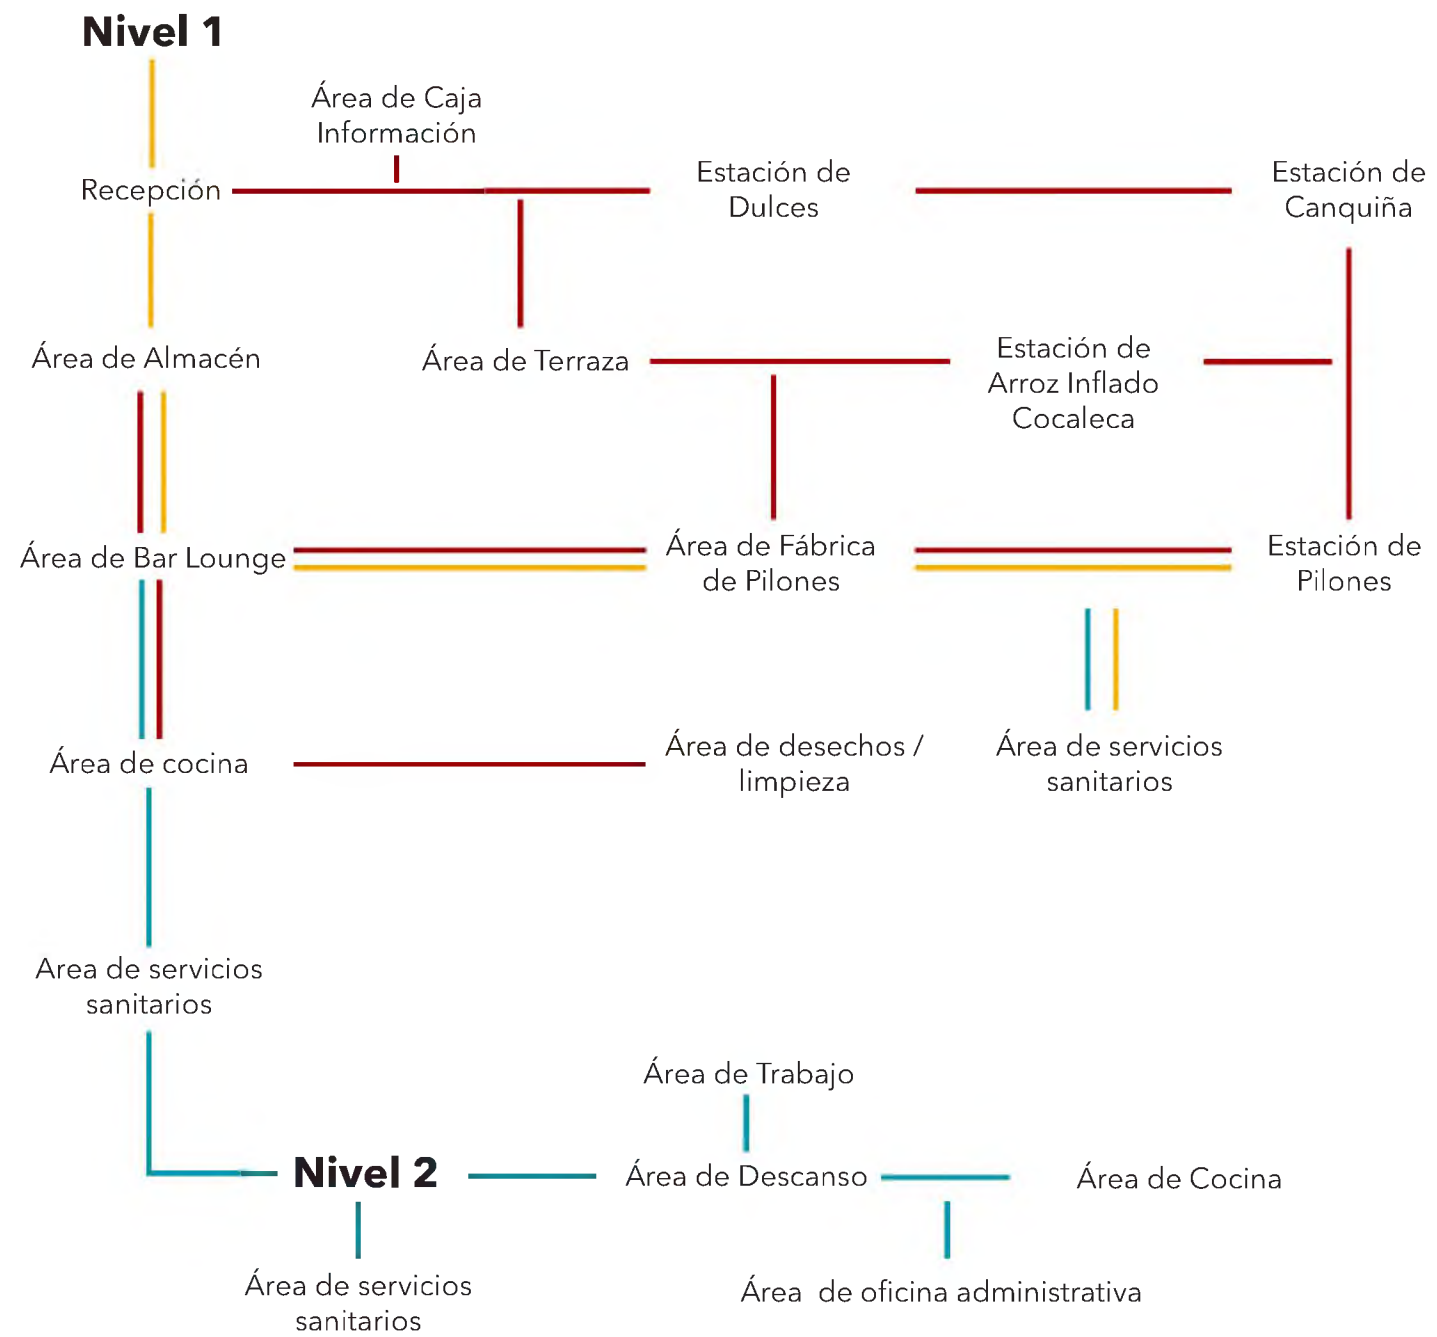 Nivel 1
Área de Caja
Información
Recepción
Estación de
Dulces
Estación de
Canquiña
Área de Almacén
Área de Terraza
Estación de
Arroz Inflado
Cocaleca
Área de Bar Lounge
Área de Fábrica
de Pilones
Estación de
Pilones
Área de cocina
Área de desechos /
limpieza
Área de servicios
sanitarios
Area de servicios
sanitarios
Área de Trabajo
Nivel 2
Área de Descanso
Área de Cocina
Área de servicios
sanitarios
Área  de oficina administrativa